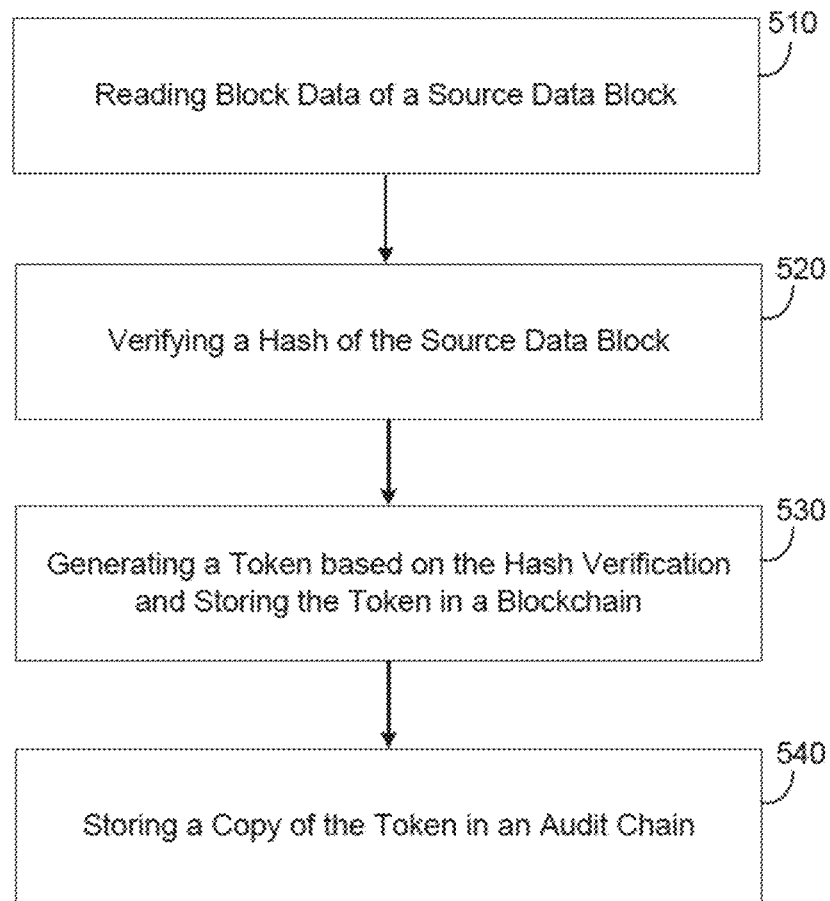 510
Reading Block Data of a Source Data Block
520
Verifying a Hash of the Source Data Block
530
Generating a Token based on the Hash Verification
and Storing the Token in a Blockchain
540
Storing a Copy of the Token in an Audit Chain